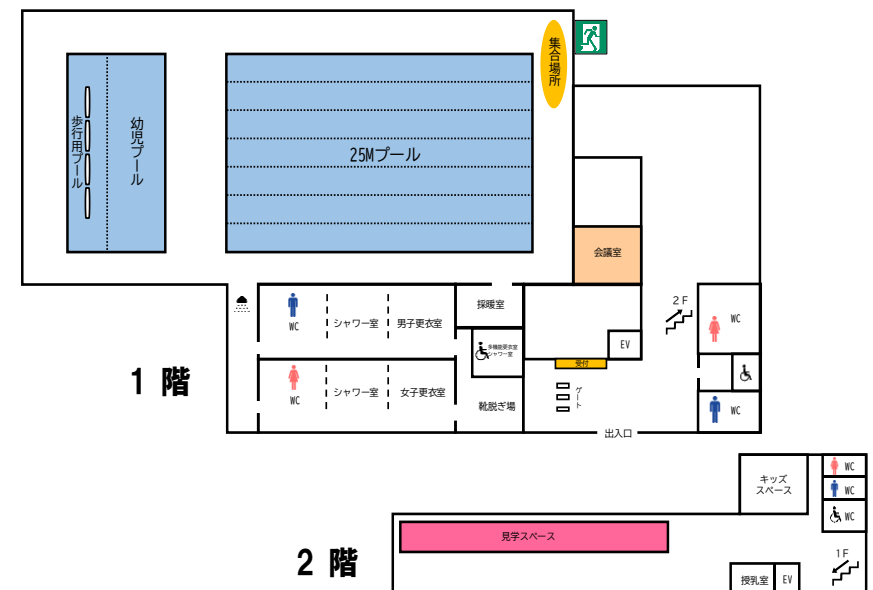 集合場所
歩行用プール
幼児プール
25Mプール
会議室
採暖室
2F
WC
シャワー室
男子更衣室
多機能更衣室
シャワー室
EV
WC
受付
WC
シャワー室
女子更衣室
靴脱ぎ場
ゲート
WC
出入口
1 階
キッズ
スペース
WC
WC
WC
見学スペース
2 階
1F
授乳室
EV